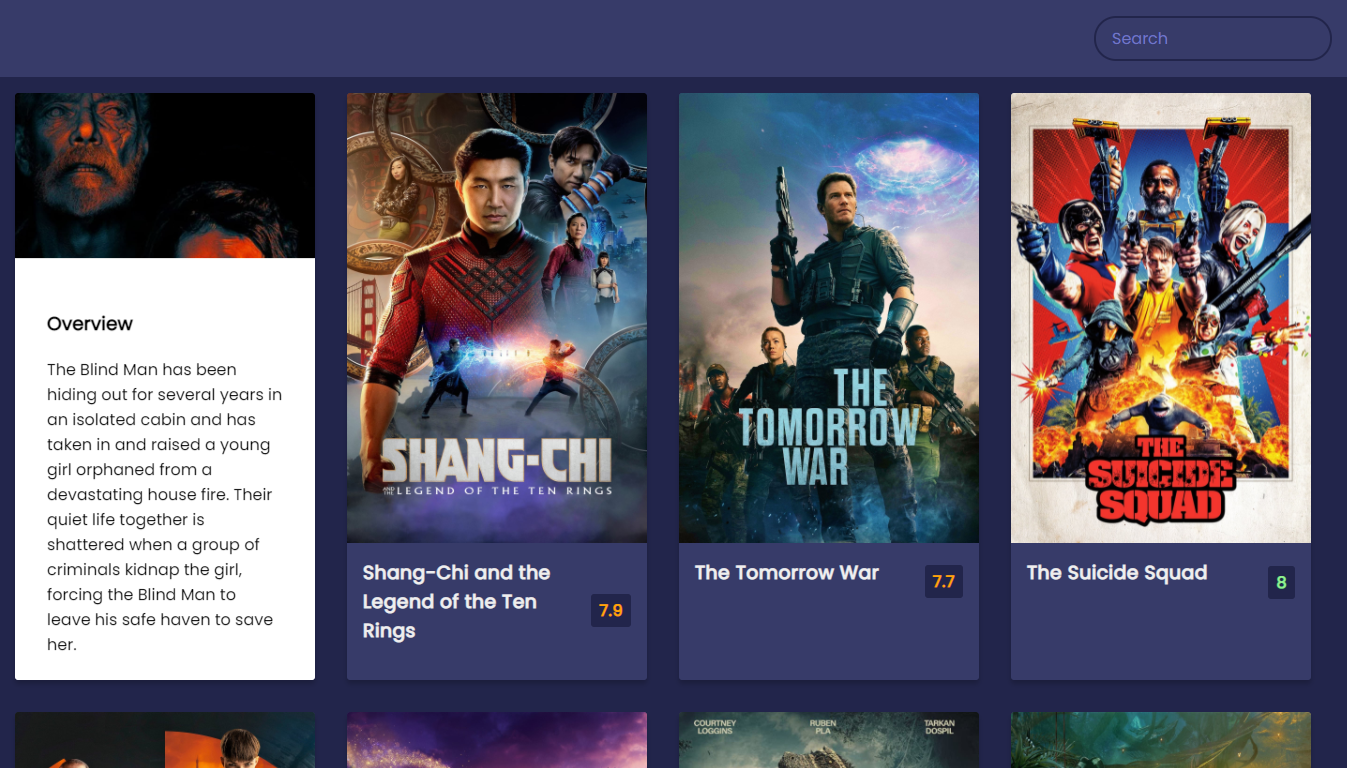 Search
Overview
The Blind Man has been
hiding out for several years in
an isolated cabin and has
taken in and raised a young
girl orphaned from a
devastating house fire. Their
quiet life together is
shattered when a group of
criminals kidnap the girl,
forcing the Blind Man to
leave his safe haven to save
her.
SHANG-CHI
AND THE LEGEND OF THE TEN RINGS
Shang-Chi and the
Legend of the Ten
Rings
7.9
THE
TOMORROW
WAR
The Tomorrow War
7.7
THE
SUICIDE
SQUAD
The Suicide Squad
8
COURTNEY
LOGGINS
RUBEN
PLA
TARKAN
DOSPIL